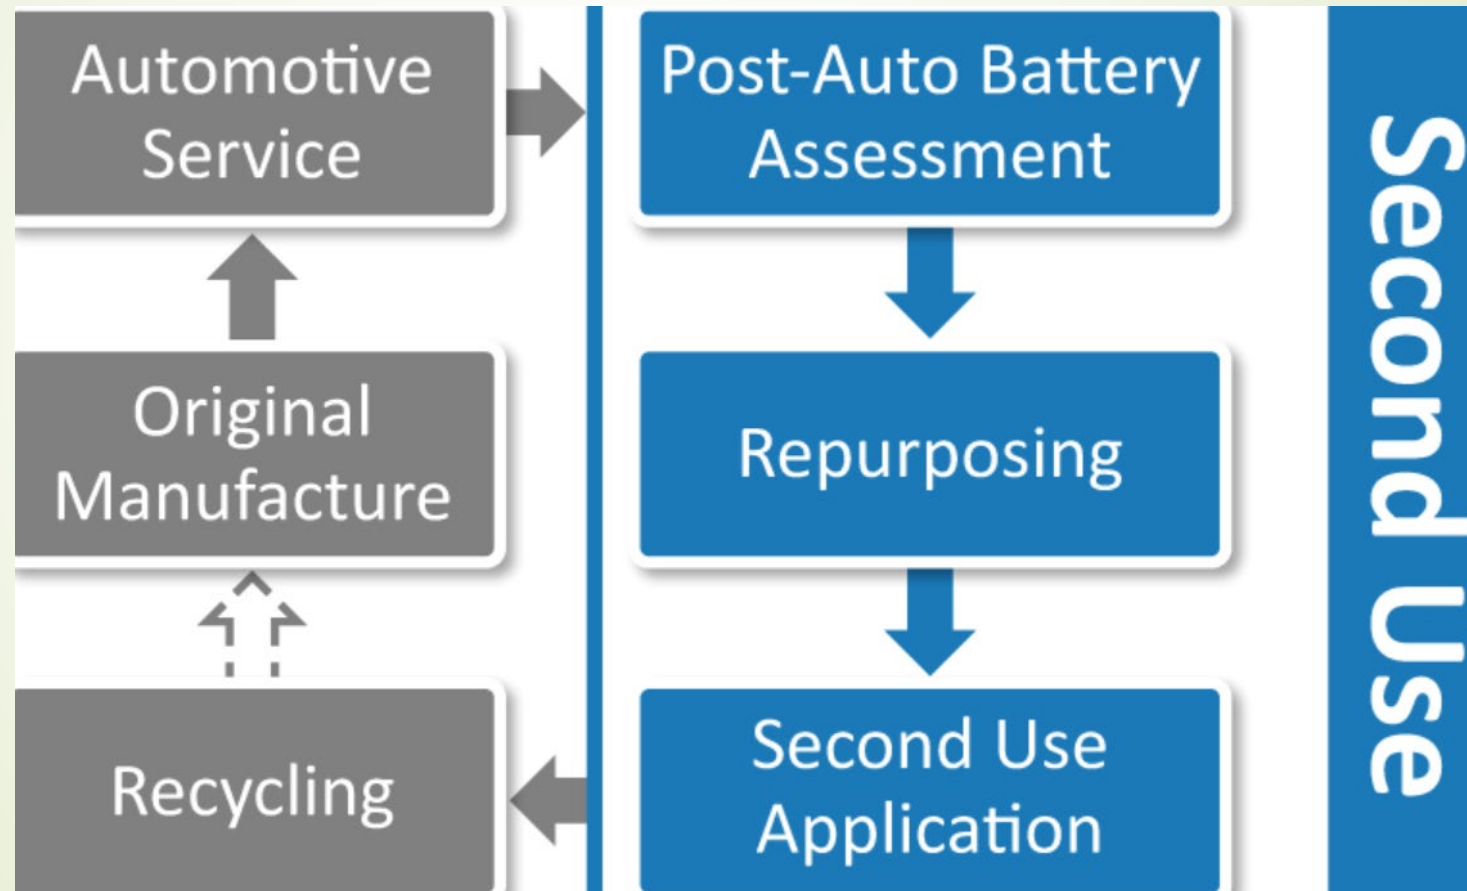 Automotive
Service
Original
Manufacture
Recycling
Post-Auto Battery
Assessment
Repurposing
Second Use
Application
Second Use